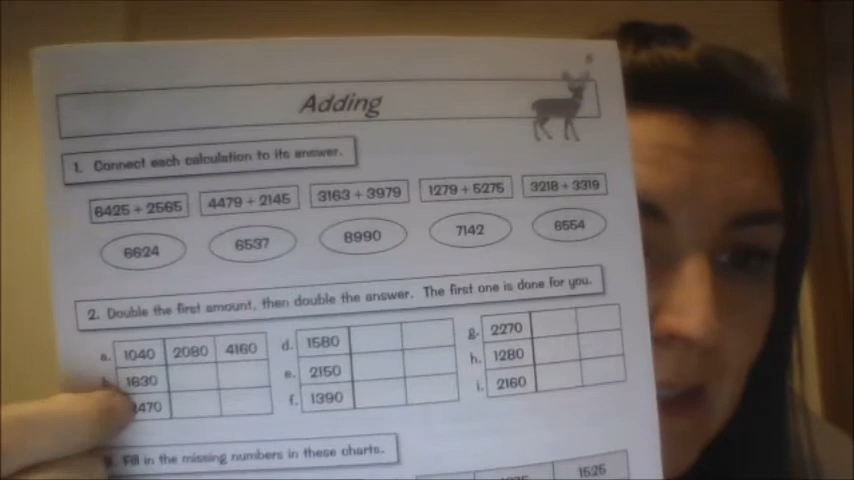 Adding
1. Connect each calculation to its answer.
6425 + 2565 4479 + 2145 3163 + 3979 1279 + 5275 3218 + 3319
6624 6537 8990 7142 6554
2. Double the first amount, then double the answer. The first one is done for you.
a. 1040 2080 4160 d. 1580 g. 2270
b. 1630 e. 2150 h. 1280
470 f. 1390 i. 2160
Fill in the missing numbers in these charts.
1525